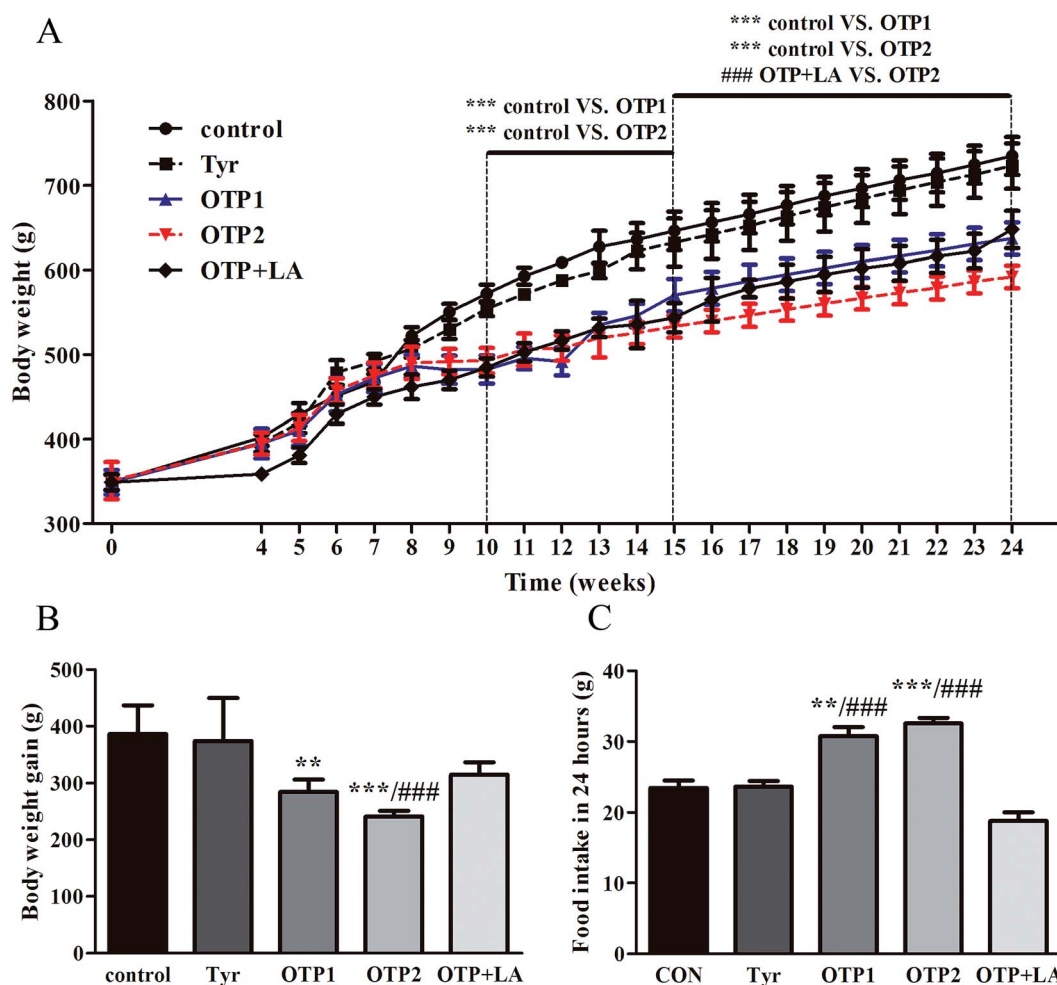 A
*** control VS. OTP1
*** control VS. OTP2
### OTP+LA VS. OTP2
*** control VS. OTP1
*** control VS. OTP2
control
Tyr
OTP1
OTP2
OTP+LA
Body weight (g)
800
700
600
500
400
300
0 4 5 6 7 8 9 10 11 12 13 14 15 16 17 18 19 20 21 22 23 24
Time (weeks)
B
Body weight gain (g)
500
400
300
200
100
0
**
***/###
control Tyr OTP1 OTP2 OTP+LA
C
Food intake in 24 hours (g)
40
30
20
10
0
**/###
***/###
CON Tyr OTP1 OTP2 OTP+LA